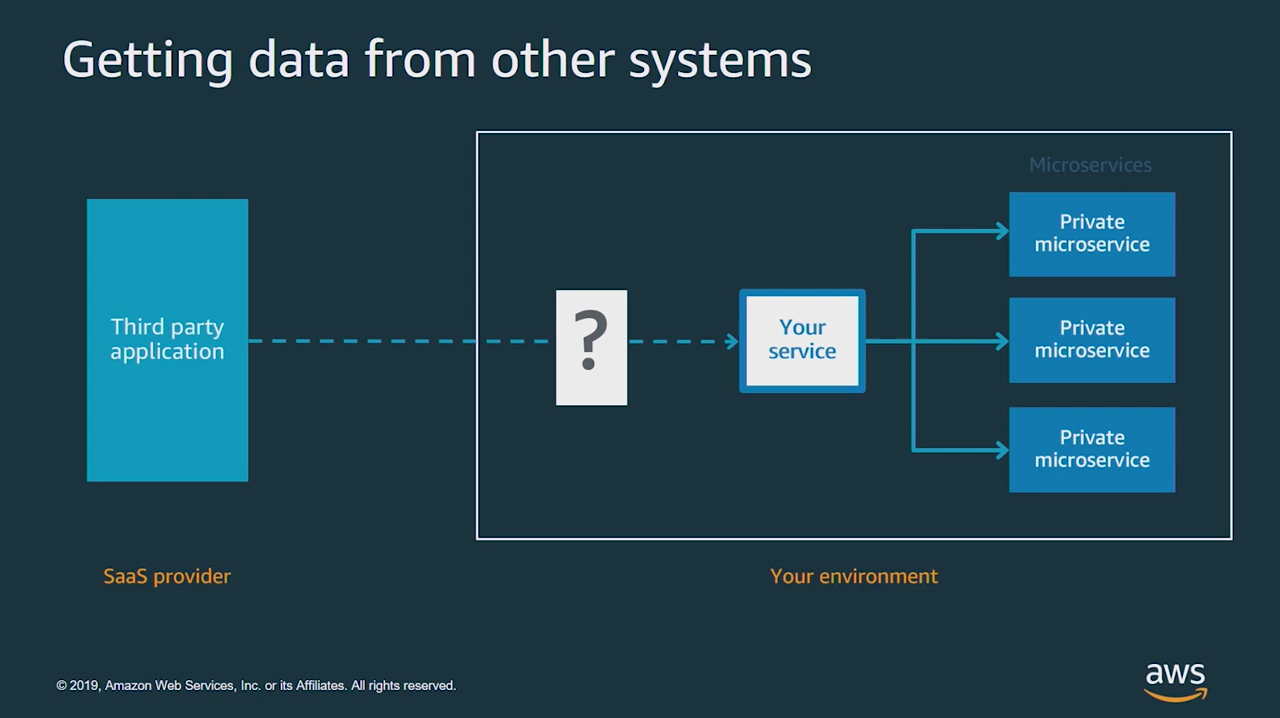 Getting data from other systems
Microservices
Third party
application
?
Your
service
Private
microservice
Private
microservice
Private
microservice
SaaS provider
Your environment
© 2019, Amazon Web Services, Inc. or its Affiliates. All rights reserved.
aws